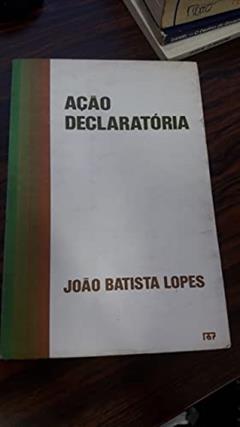 AÇÃO
DECLARATÓRIA
JOÃO BATISTA LOPES